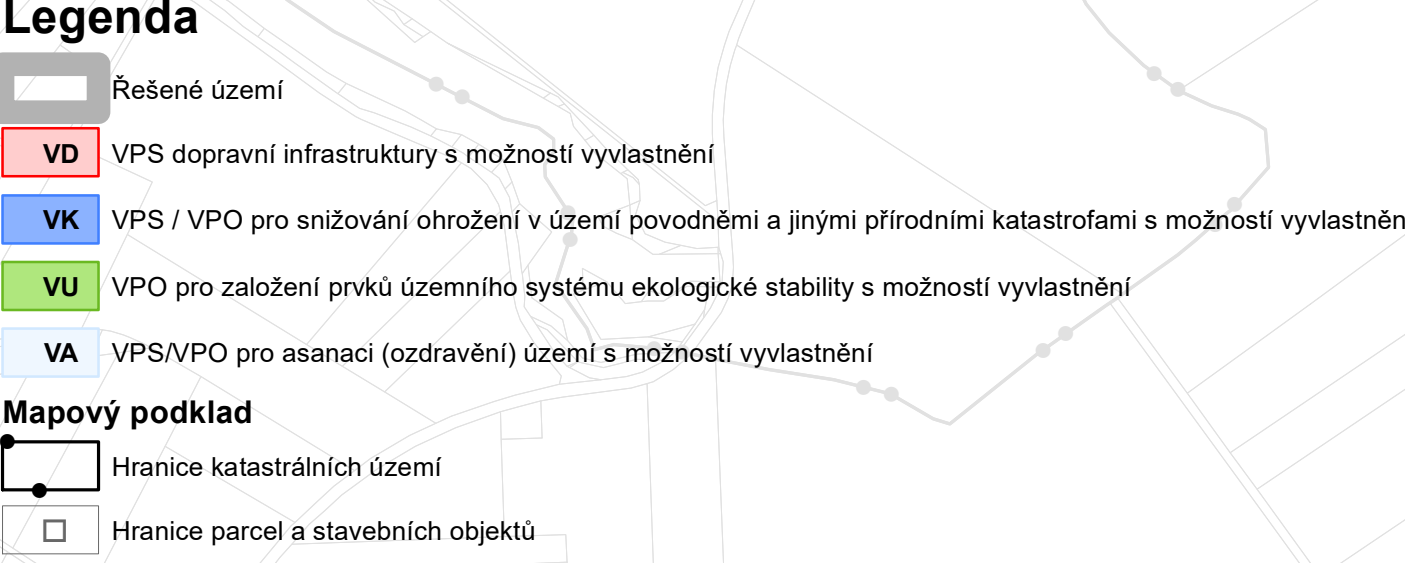 Legenda
Řešené území
VD VPS dopravní infrastruktury s možností vyvlastnění
VK VPS / VPO pro snižování ohrožení v území povodněmi a jinými přírodními katastrofami s možností vyvlastněn
VU VPO pro založení prvků územního systému ekologické stability s možností vyvlastnění
VA VPS/VPO pro asanaci (ozdravění) území s možností vyvlastnění
Mapový podklad
Hranice katastrálních území
Hranice parcel a stavebních objektů